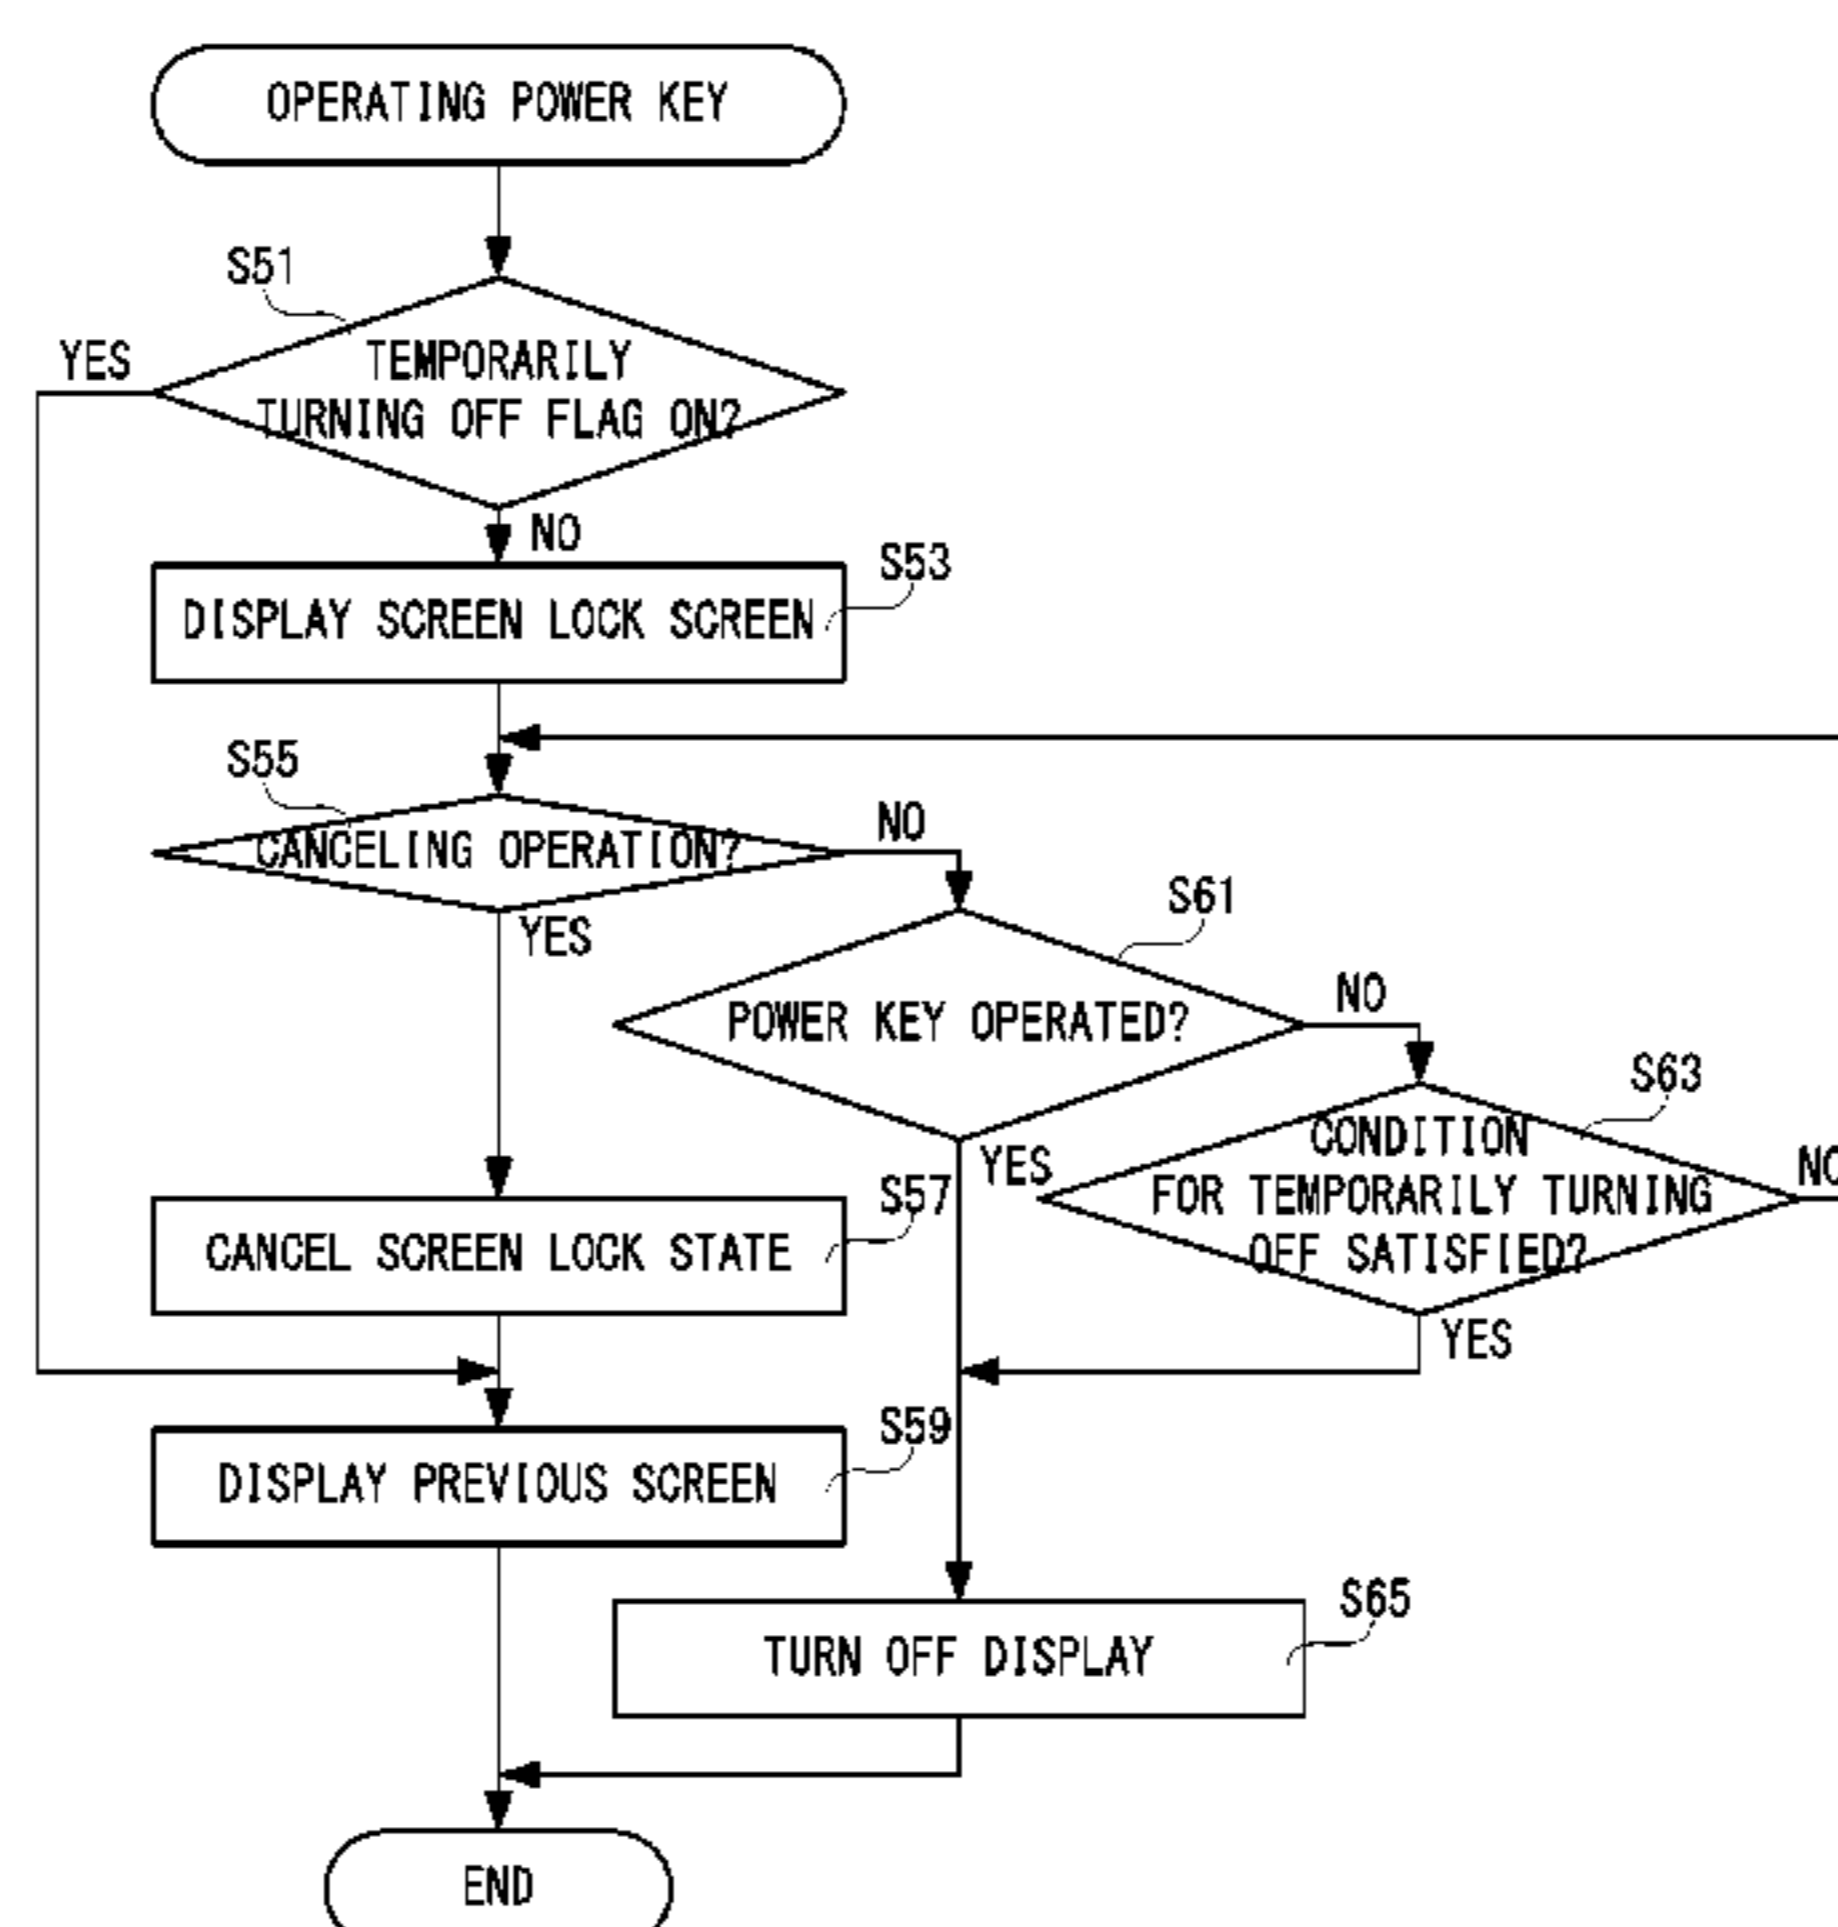 OPERATING POWER KEY
S51
YES
TEMPORARILY
TURNING OFF FLAG ON?
NO
S53
DISPLAY SCREEN LOCK SCREEN
S55
CANCELING OPERATION?
NO
YES
S61
POWER KEY OPERATED?
NO
YES
S63
CONDITION
FOR TEMPORARILY TURNING
OFF SATISFIED?
NO
YES
S57
CANCEL SCREEN LOCK STATE
S59
DISPLAY PREVIOUS SCREEN
S65
TURN OFF DISPLAY
END